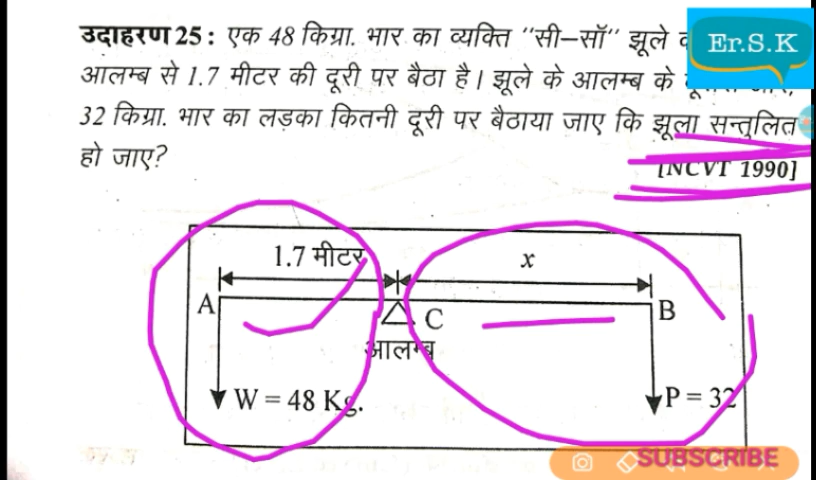 उदाहरण 25 : एक 48 किग्रा. भार का व्यक्ति "सी–सॉ" झूले
Er.S.K
आलम्ब से 1.7 मीटर की दूरी पर बैठा है। झूले के आलम्ब के
32 किग्रा. भार का लड़का कितनी दूरी पर बैठाया जाए कि झूला सन्तुलित
हो जाए?
[NCVT 1990]
1.7 मीटर x
A B
C
आलम्ब
W = 48 Kg. P = 32
SUBSCRIBE